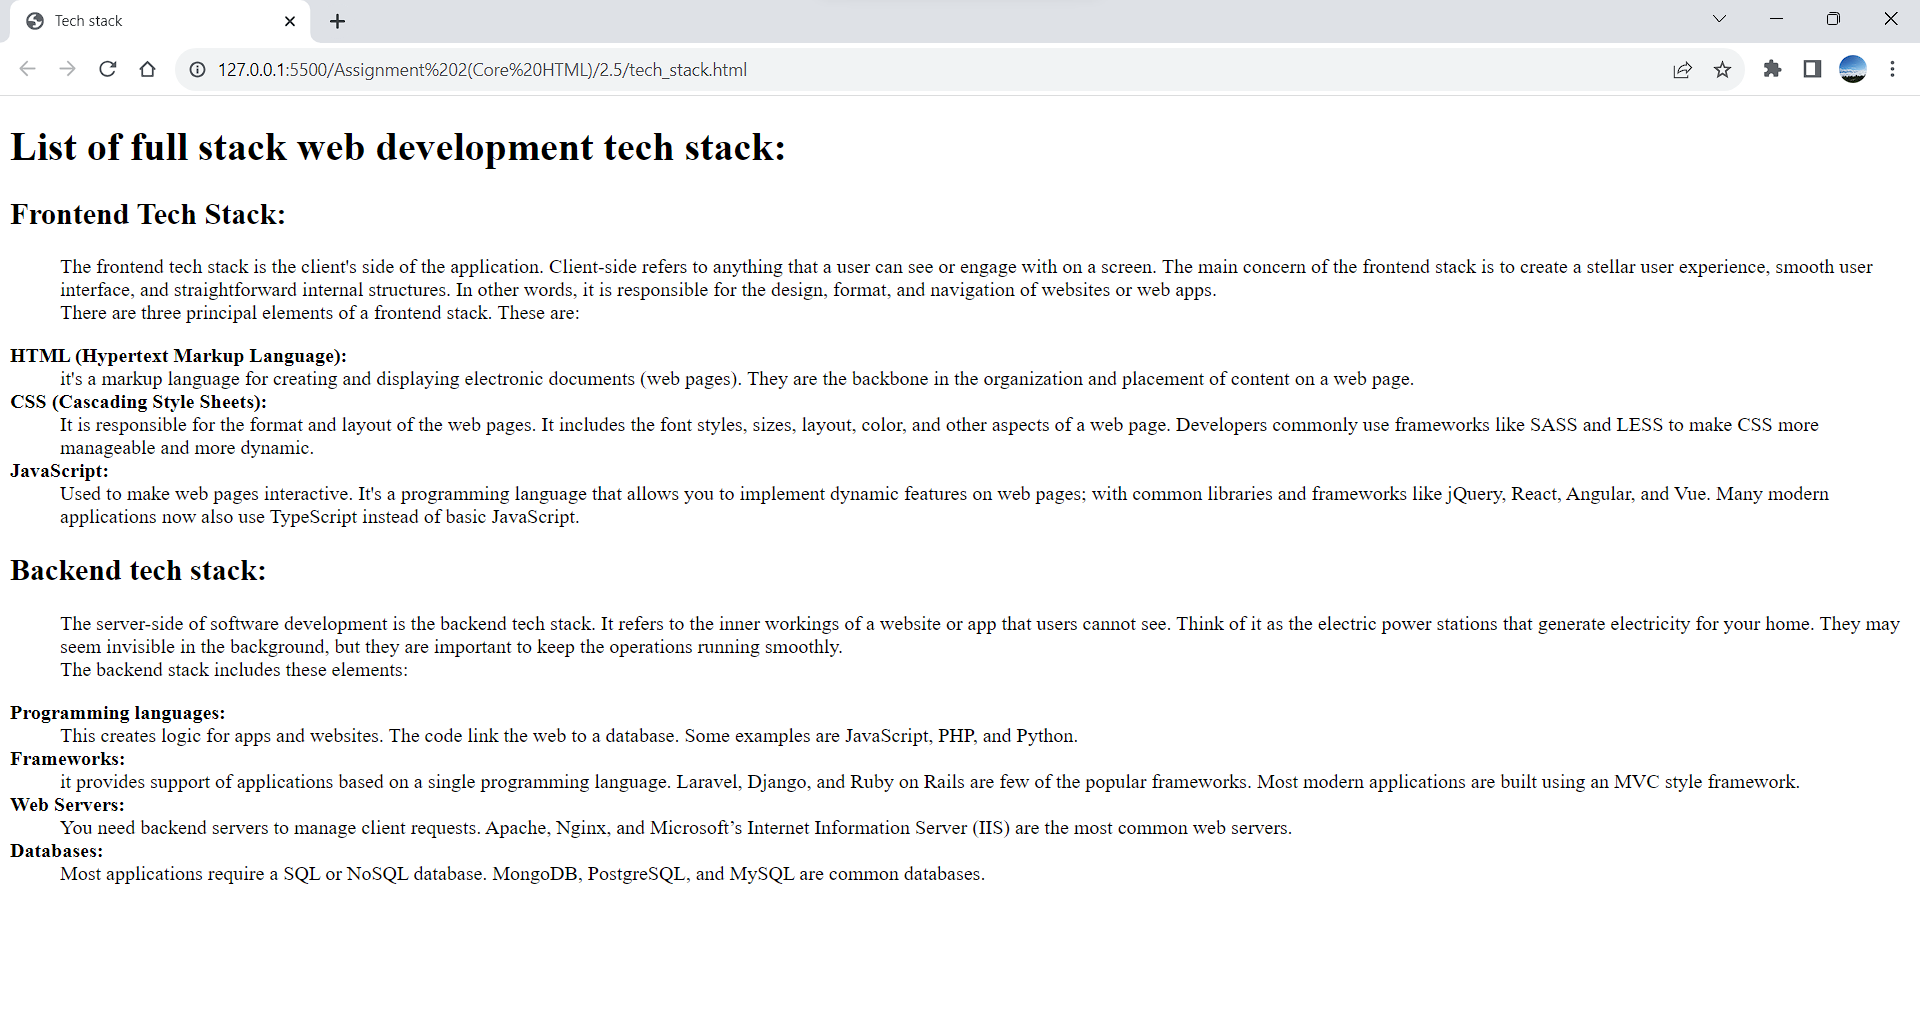 Tech stack
127.0.0.1:5500/Assignment%202(Core%20HTML)/2.5/tech_stack.html
List of full stack web development tech stack:
Frontend Tech Stack:
The frontend tech stack is the client's side of the application. Client-side refers to anything that a user can see or engage with on a screen. The main concern of the frontend stack is to create a stellar user experience, smooth user
interface, and straightforward internal structures. In other words, it is responsible for the design, format, and navigation of websites or web apps.
There are three principal elements of a frontend stack. These are:
HTML (Hypertext Markup Language):
it's a markup language for creating and displaying electronic documents (web pages). They are the backbone in the organization and placement of content on a web page.
CSS (Cascading Style Sheets):
It is responsible for the format and layout of the web pages. It includes the font styles, sizes, layout, color, and other aspects of a web page. Developers commonly use frameworks like SASS and LESS to make CSS more
manageable and more dynamic.
JavaScript:
Used to make web pages interactive. It's a programming language that allows you to implement dynamic features on web pages; with common libraries and frameworks like jQuery, React, Angular, and Vue. Many modern
applications now also use TypeScript instead of basic JavaScript.
Backend tech stack:
The server-side of software development is the backend tech stack. It refers to the inner workings of a website or app that users cannot see. Think of it as the electric power stations that generate electricity for your home. They may
seem invisible in the background, but they are important to keep the operations running smoothly.
The backend stack includes these elements:
Programming languages:
This creates logic for apps and websites. The code link the web to a database. Some examples are JavaScript, PHP, and Python.
Frameworks:
it provides support of applications based on a single programming language. Laravel, Django, and Ruby on Rails are few of the popular frameworks. Most modern applications are built using an MVC style framework.
Web Servers:
You need backend servers to manage client requests. Apache, Nginx, and Microsoft’s Internet Information Server (IIS) are the most common web servers.
Databases:
Most applications require a SQL or NoSQL database. MongoDB, PostgreSQL, and MySQL are common databases.